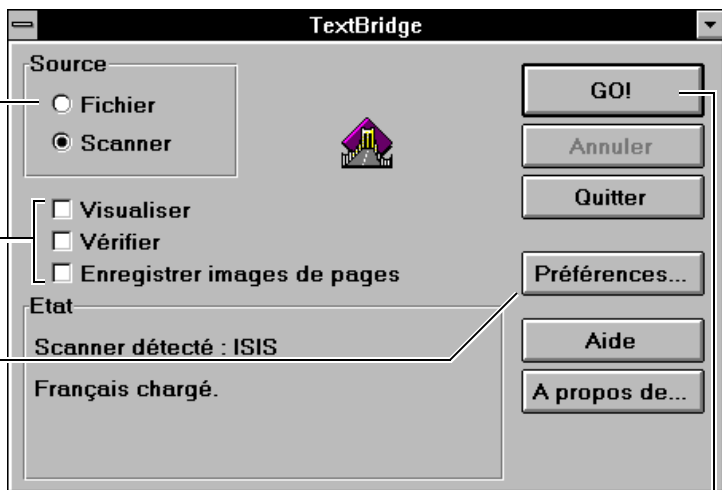 TextBridge
Source
Fichier
Scanner
GO!
Annuler
Quitter
Visualiser
Vérifier
Enregistrer images de pages
Préférences...
Etat
Scanner détecté : ISIS
Français chargé.
Aide
A propos de...